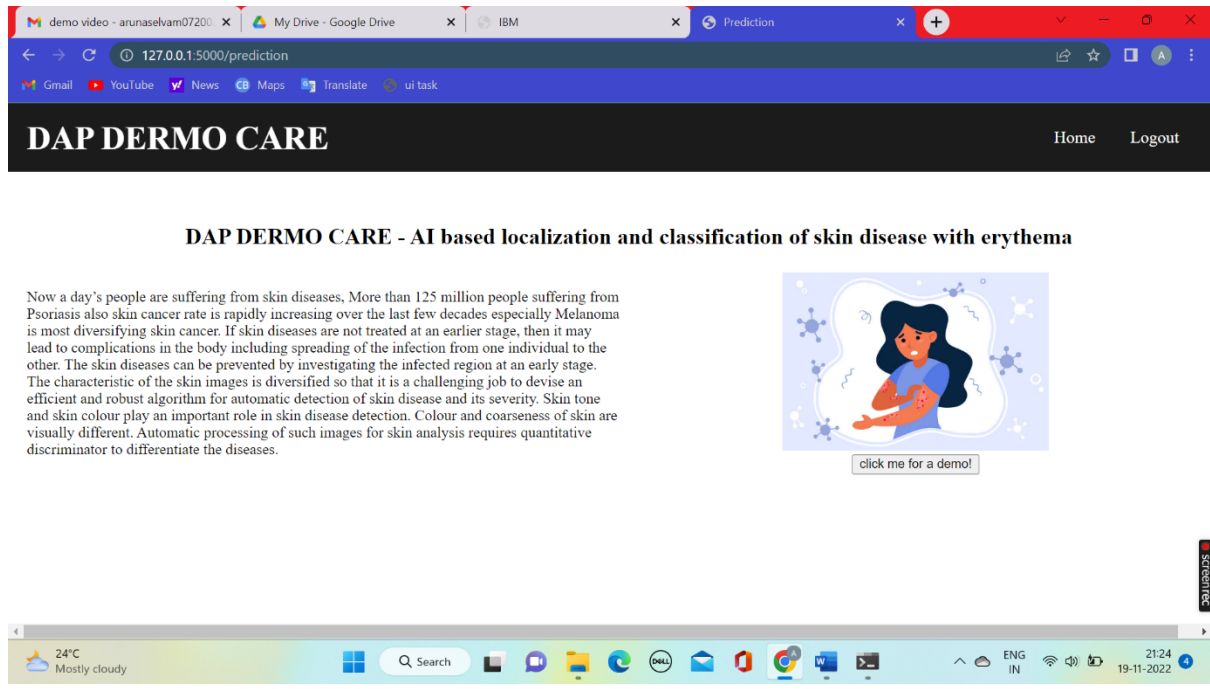 demo video - arunaselvam07200
My Drive - Google Drive
IBM
Prediction
127.0.0.1:5000/prediction
A
Gmail
YouTube
y!
News
CB
Maps
Translate
ui task
DAP DERMO CARE
Home
Logout
DAP DERMO CARE - AI based localization and classification of skin disease with erythema
Now a day’s people are suffering from skin diseases, More than 125 million people suffering from
Psoriasis also skin cancer rate is rapidly increasing over the last few decades especially Melanoma
is most diversifying skin cancer. If skin diseases are not treated at an earlier stage, then it may
lead to complications in the body including spreading of the infection from one individual to the
other. The skin diseases can be prevented by investigating the infected region at an early stage.
The characteristic of the skin images is diversified so that it is a challenging job to devise an
efficient and robust algorithm for automatic detection of skin disease and its severity. Skin tone
and skin colour play an important role in skin disease detection. Colour and coarseness of skin are
visually different. Automatic processing of such images for skin analysis requires quantitative
discriminator to differentiate the diseases.
click me for a demo!
screenrec
24°C
Mostly cloudy
Search
DELL
ENG
IN
21:24
19-11-2022
4